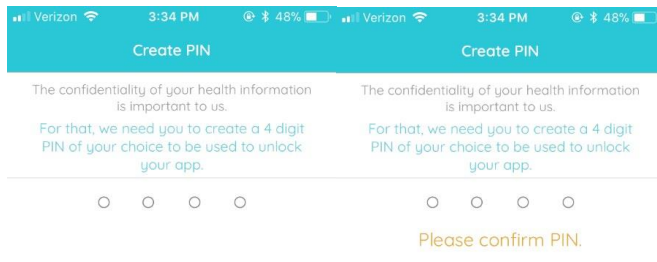 Verizon 3:34 PM 48%
Create PIN
The confidentiality of your health information
is important to us.
For that, we need you to create a 4 digit
PIN of your choice to be used to unlock
your app.
Verizon 3:34 PM 48%
Create PIN
The confidentiality of your health information
is important to us.
For that, we need you to create a 4 digit
PIN of your choice to be used to unlock
your app.
Please confirm PIN.